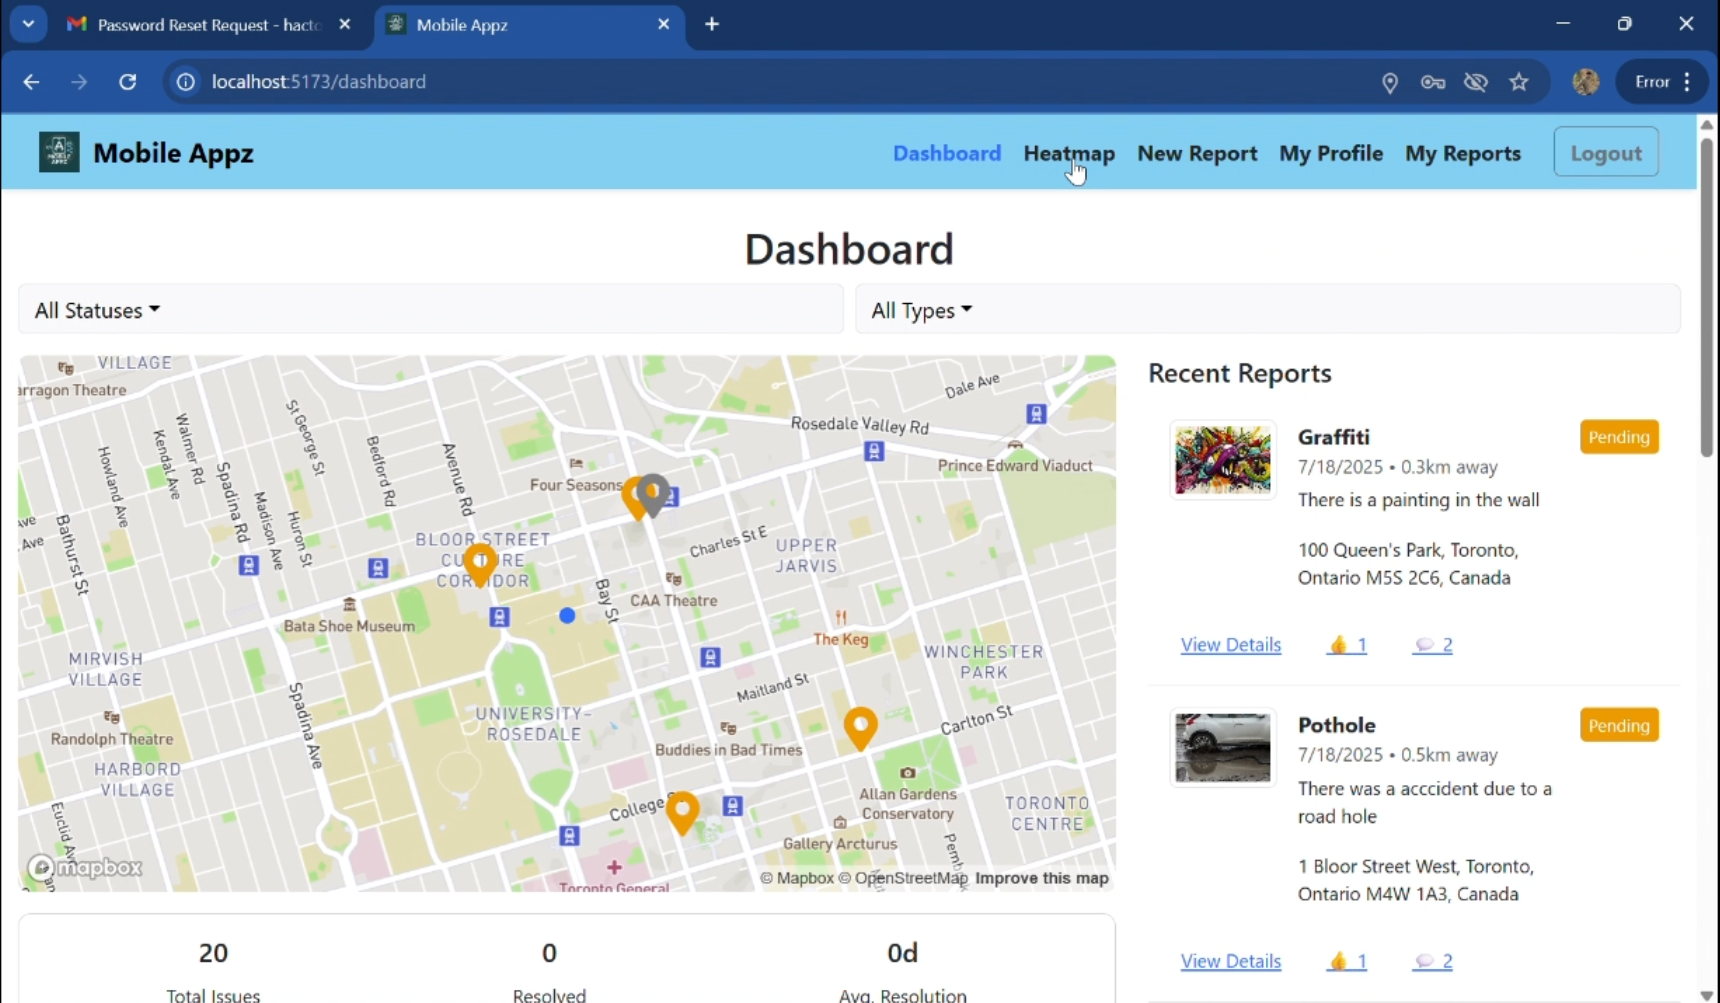 Password Reset Request - hacto
Mobile Appz
localhost:5173/dashboard
Error
Mobile Appz
Dashboard
Heatmap
New Report
My Profile
My Reports
Logout
Dashboard
All Statuses
All Types
VILLAGE
arragon Theatre
Walmer Rd
Kendal Ave
Howland Ave
St George St
Bedford Rd
Avenue Rd
Spadina Rd
Madison Ave
Huron St
Bathurst St
ve
Ave
Dale Ave
Rosedale Valley Rd
Prince Edward Viaduct
Four Seasons
BLOOR STREET
CORRIDOR
Charles St E
UPPER
JARVIS
Bay St
CAA Theatre
Bata Shoe Museum
The Keg
WINCHESTER
PARK
MIRVISH
VILLAGE
Maitland St
Spadina Ave
UNIVERSITY-
ROSEDALE
Carlton St
Randolph Theatre
Buddies in Bad Times
HARBORD
VILLAGE
Allan Gardens
Conservatory
TORONTO
CENTRE
College
Euclid Av
Gallery Arcturus
Pemb
mapbox
Toronto General
© Mapbox © OpenStreetMap Improve this map
20
Total Issues
0
Resolved
0d
Avg. Resolution
Recent Reports
Graffiti
Pending
7/18/2025 • 0.3km away
There is a painting in the wall
100 Queen's Park, Toronto,
Ontario M5S 2C6, Canada
View Details
1
2
Pothole
Pending
7/18/2025 • 0.5km away
There was a acccident due to a
road hole
1 Bloor Street West, Toronto,
Ontario M4W 1A3, Canada
View Details
1
2